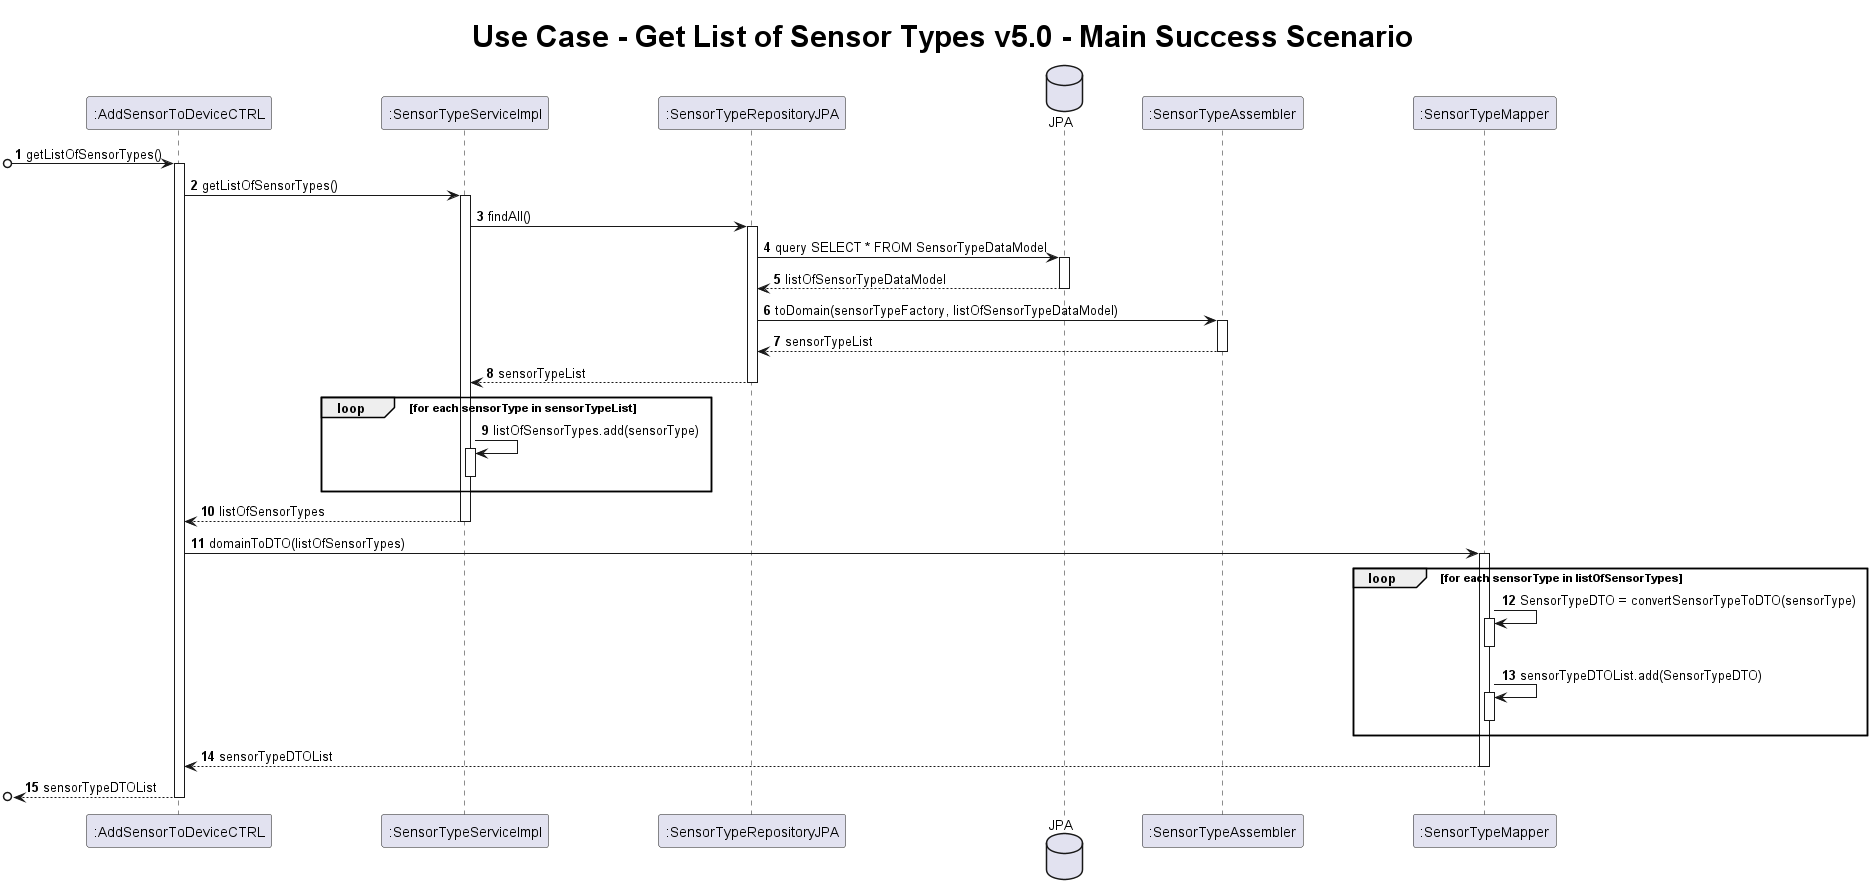 Use Case - Get List of Sensor Types v5.0 - Main Success Scenario
:AddSensorToDeviceCTRL
:SensorTypeServiceImpl
:SensorTypeRepositoryJPA
JPA
:SensorTypeAssembler
:SensorTypeMapper
1 getListOfSensorTypes()
2 getListOfSensorTypes()
3 findAll()
4 query SELECT * FROM SensorTypeDataModel
5 listOfSensorTypeDataModel
6 toDomain(sensorTypeFactory, listOfSensorTypeDataModel)
7 sensorTypeList
8 sensorTypeList
loop [for each sensorType in sensorTypeList]
9 listOfSensorTypes.add(sensorType)
10 listOfSensorTypes
11 domainToDTO(listOfSensorTypes)
loop [for each sensorType in listOfSensorTypes]
12 SensorTypeDTO = convertSensorTypeToDTO(sensorType)
13 sensorTypeDTOList.add(SensorTypeDTO)
14 sensorTypeDTOList
15 sensorTypeDTOList
:AddSensorToDeviceCTRL
:SensorTypeServiceImpl
:SensorTypeRepositoryJPA
JPA
:SensorTypeAssembler
:SensorTypeMapper